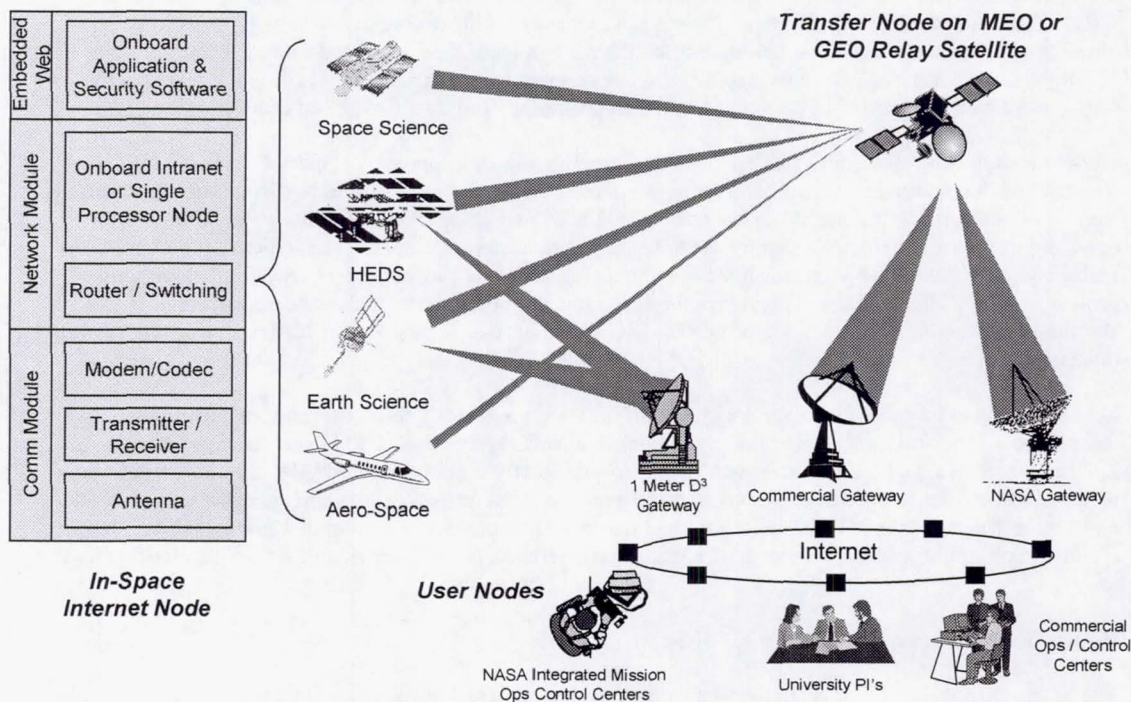 Embedded
Web
Onboard
Application &
Security Software
Network Module
Onboard Intranet
or Single
Processor Node
Router / Switching
Comm Module
Modem/Codec
Transmitter /
Receiver
Antenna
In-Space
Internet Node
Space Science
HEDS
Earth Science
Aero-Space
Transfer Node on MEO or
GEO Relay Satellite
1 Meter D³
Gateway
Commercial Gateway
NASA Gateway
Internet
User Nodes
NASA Integrated Mission
Ops Control Centers
University PI's
Commercial
Ops / Control
Centers